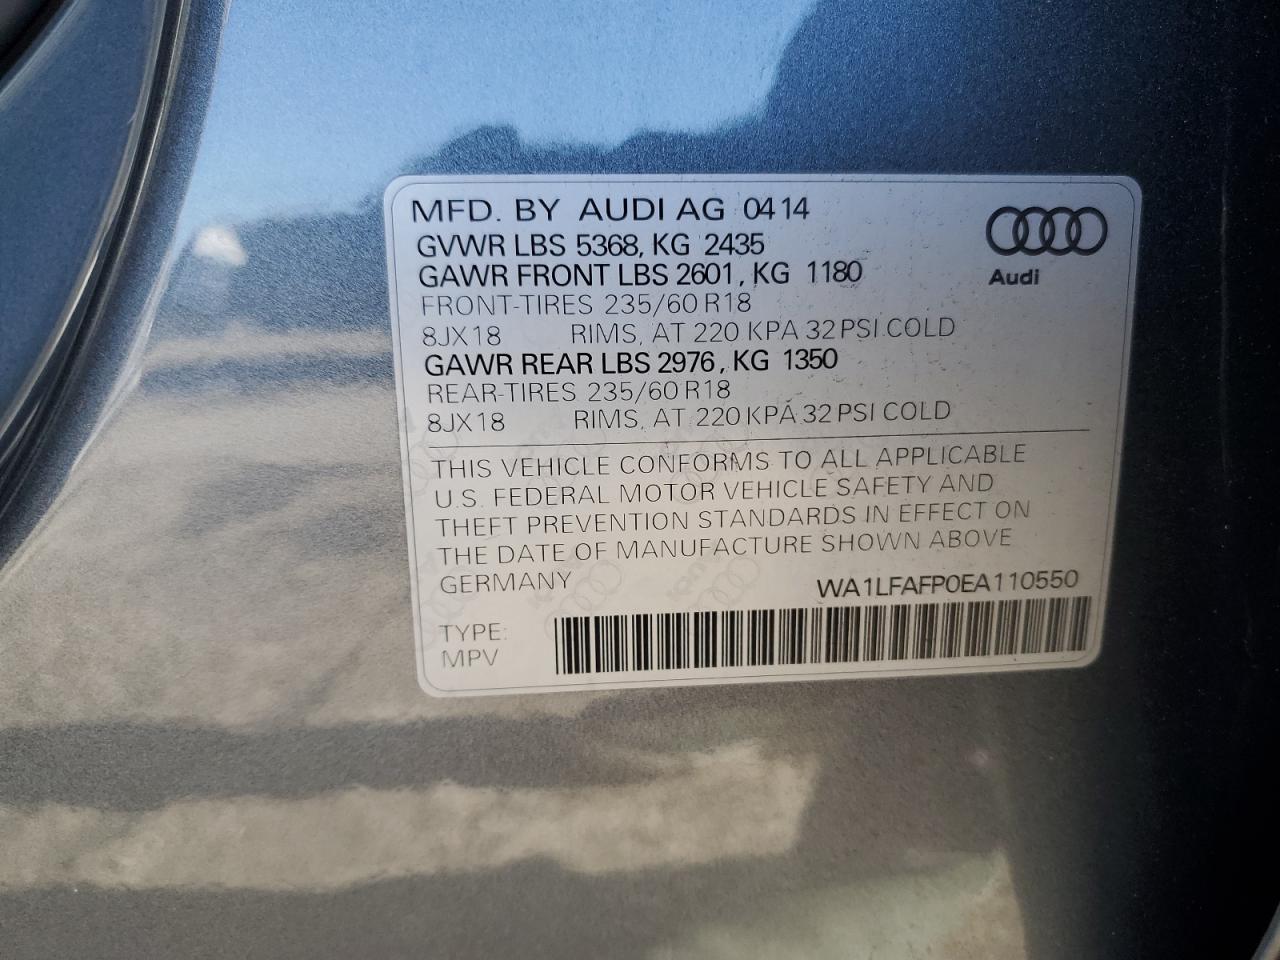 MFD. BY AUDI AG 0414
GVWR LBS 5368, KG 2435
GAWR FRONT LBS 2601, KG 1180
FRONT-TIRES 235/60 R18
8JX18 RIMS, AT 220 KPA 32 PSI COLD
GAWR REAR LBS 2976, KG 1350
REAR-TIRES 235/60 R18
8JX18 RIMS, AT 220 KPA 32 PSI COLD
Audi
THIS VEHICLE CONFORMS TO ALL APPLICABLE
U.S. FEDERAL MOTOR VEHICLE SAFETY AND
THEFT PREVENTION STANDARDS IN EFFECT ON
THE DATE OF MANUFACTURE SHOWN ABOVE
GERMANY WA1LFAFP0EA110550
TYPE:
MPV